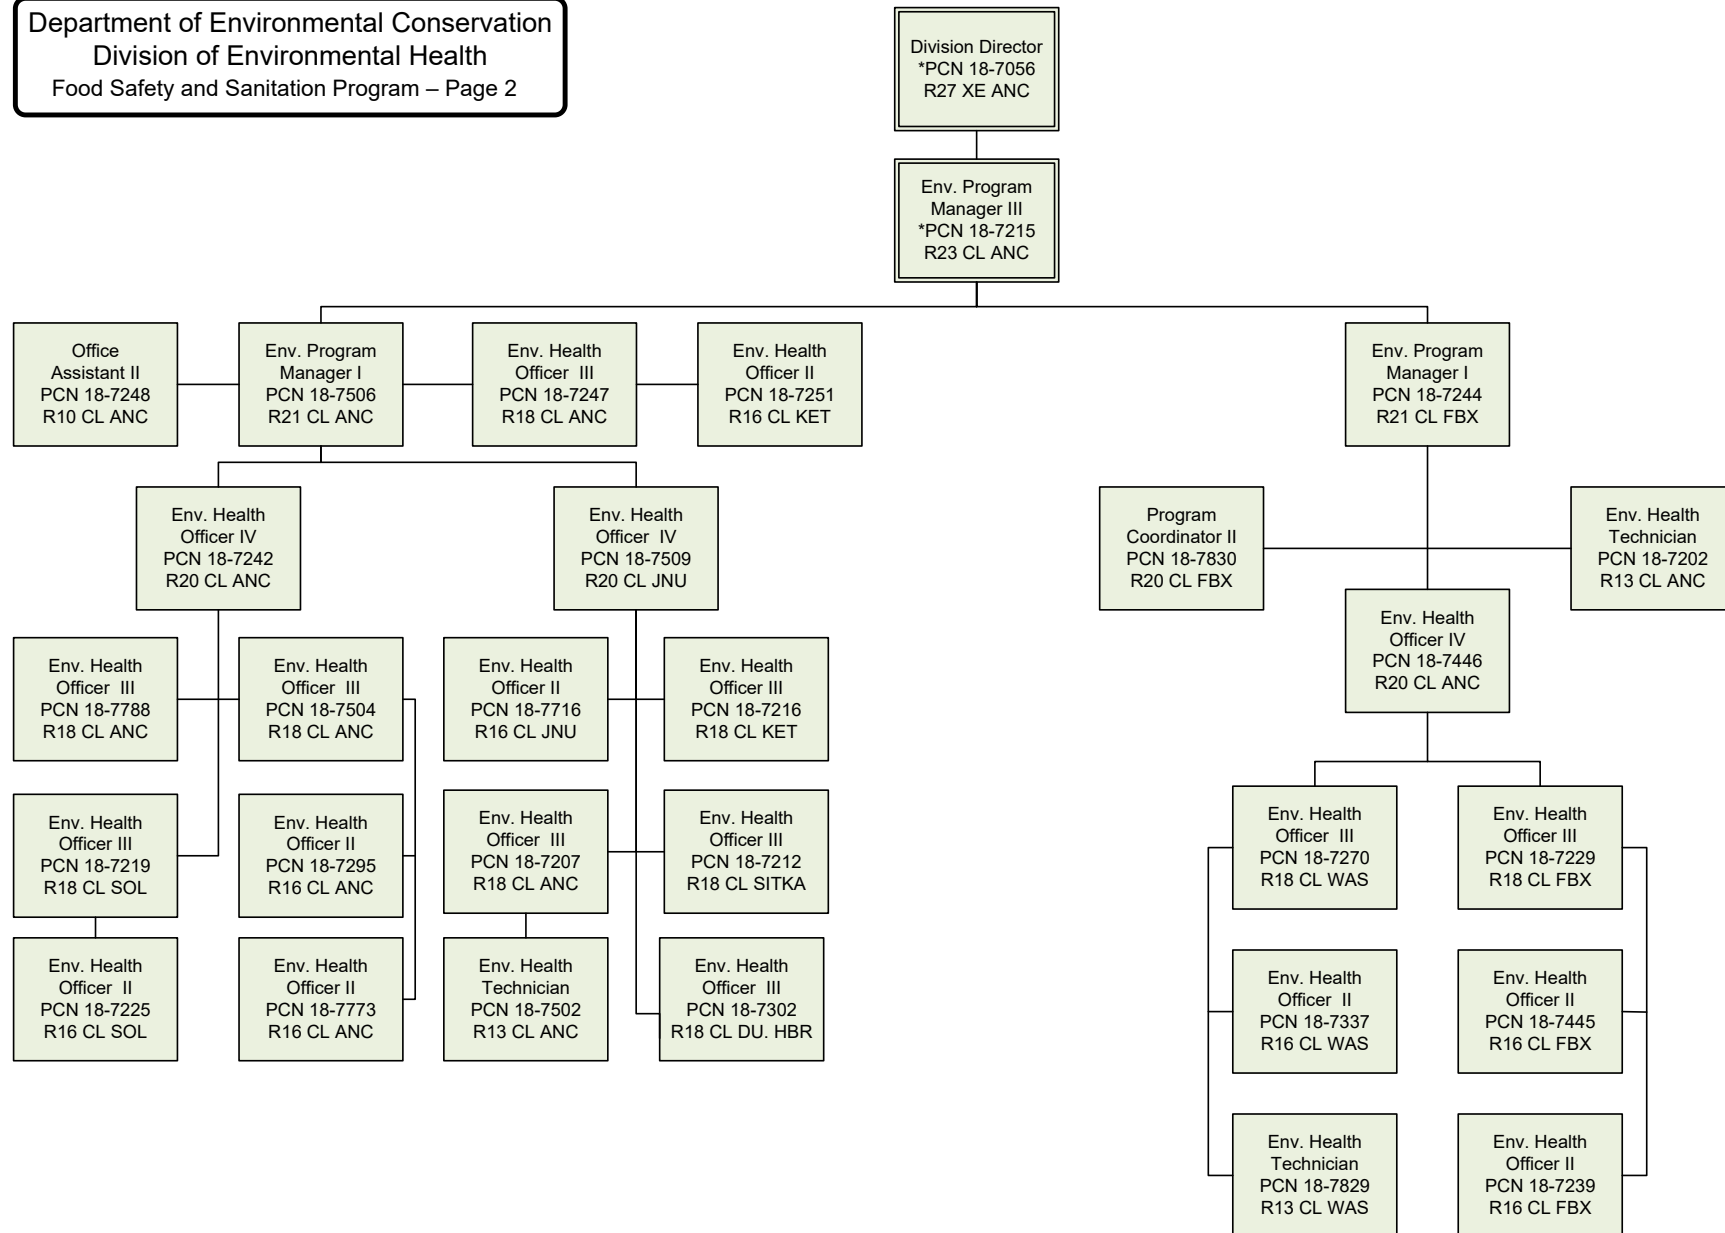 Department of Environmental Conservation
Division of Environmental Health
Food Safety and Sanitation Program – Page 2
Division Director
*PCN 18-7056
R27 XE ANC
Env. Program
Manager III
*PCN 18-7215
R23 CL ANC
Office
Assistant II
PCN 18-7248
R10 CL ANC
Env. Program
Manager I
PCN 18-7506
R21 CL ANC
Env. Health
Officer III
PCN 18-7247
R18 CL ANC
Env. Health
Officer II
PCN 18-7251
R16 CL KET
Env. Program
Manager I
PCN 18-7244
R21 CL FBX
Env. Health
Officer IV
PCN 18-7242
R20 CL ANC
Env. Health
Officer IV
PCN 18-7509
R20 CL JNU
Program
Coordinator II
PCN 18-7830
R20 CL FBX
Env. Health
Technician
PCN 18-7202
R13 CL ANC
Env. Health
Officer IV
PCN 18-7446
R20 CL ANC
Env. Health
Officer III
PCN 18-7788
R18 CL ANC
Env. Health
Officer III
PCN 18-7504
R18 CL ANC
Env. Health
Officer II
PCN 18-7716
R16 CL JNU
Env. Health
Officer III
PCN 18-7216
R18 CL KET
Env. Health
Officer III
PCN 18-7219
R18 CL SOL
Env. Health
Officer II
PCN 18-7295
R16 CL ANC
Env. Health
Officer III
PCN 18-7207
R18 CL ANC
Env. Health
Officer III
PCN 18-7212
R18 CL SITKA
Env. Health
Officer III
PCN 18-7270
R18 CL WAS
Env. Health
Officer III
PCN 18-7229
R18 CL FBX
Env. Health
Officer II
PCN 18-7225
R16 CL SOL
Env. Health
Officer II
PCN 18-7773
R16 CL ANC
Env. Health
Technician
PCN 18-7502
R13 CL ANC
Env. Health
Officer III
PCN 18-7302
R18 CL DU. HBR
Env. Health
Officer II
PCN 18-7337
R16 CL WAS
Env. Health
Officer II
PCN 18-7445
R16 CL FBX
Env. Health
Technician
PCN 18-7829
R13 CL WAS
Env. Health
Officer II
PCN 18-7239
R16 CL FBX